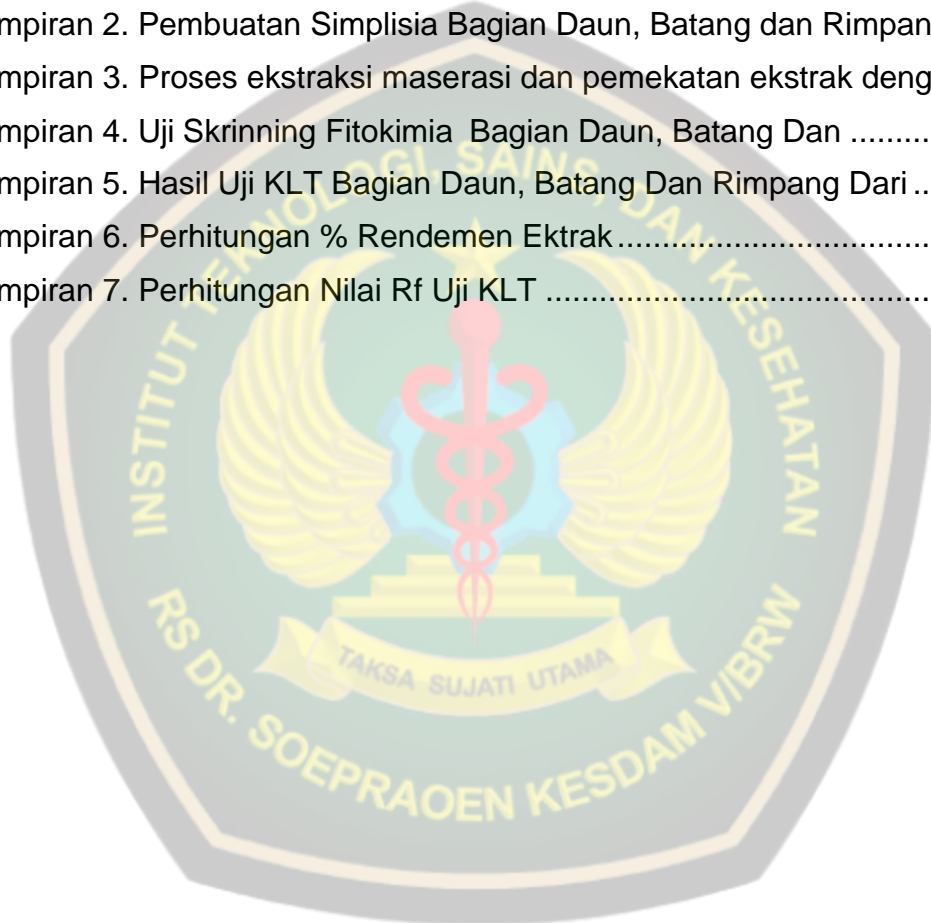 mpiran 2. Pembuatan Simplisia Bagian Daun, Batang dan Rimpan
mpiran 3. Proses ekstraksi maserasi dan pemekatan ekstrak deng
mpiran 4. Uji Skrinning Fitokimia  Bagian Daun, Batang Dan .........
mpiran 5. Hasil Uji KLT Bagian Daun, Batang Dan Rimpang Dari ..
mpiran 6. Perhitungan % Rendemen Ektrak...................................
mpiran 7. Perhitungan Nilai Rf Uji KLT ...........................................
INSTITUT TEKNOLOGI, SAINS, DAN KESEHATAN
TAKSA SUJATI UTAMA
RS DR. SOEPRAOEN KESDAM V/BRW